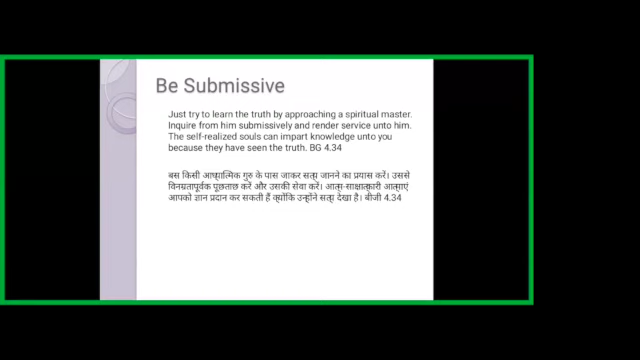 Be Submissive
Just try to learn the truth by approaching a spiritual master.
Inquire from him submissively and render service unto him.
The self-realized souls can impart knowledge unto you
because they have seen the truth. BG 4.34
बस किसी आध्यात्मिक गुरु के पास जाकर सत्य जानने का प्रयास करें। उससे
विनम्रतापूर्वक पूछताछ करें और उसकी सेवा करें। आत्म-साक्षात्कारी आत्माएं
आपको ज्ञान प्रदान कर सकती हैं क्योंकि उन्होंने सत्य देखा है। बीजी 4.34